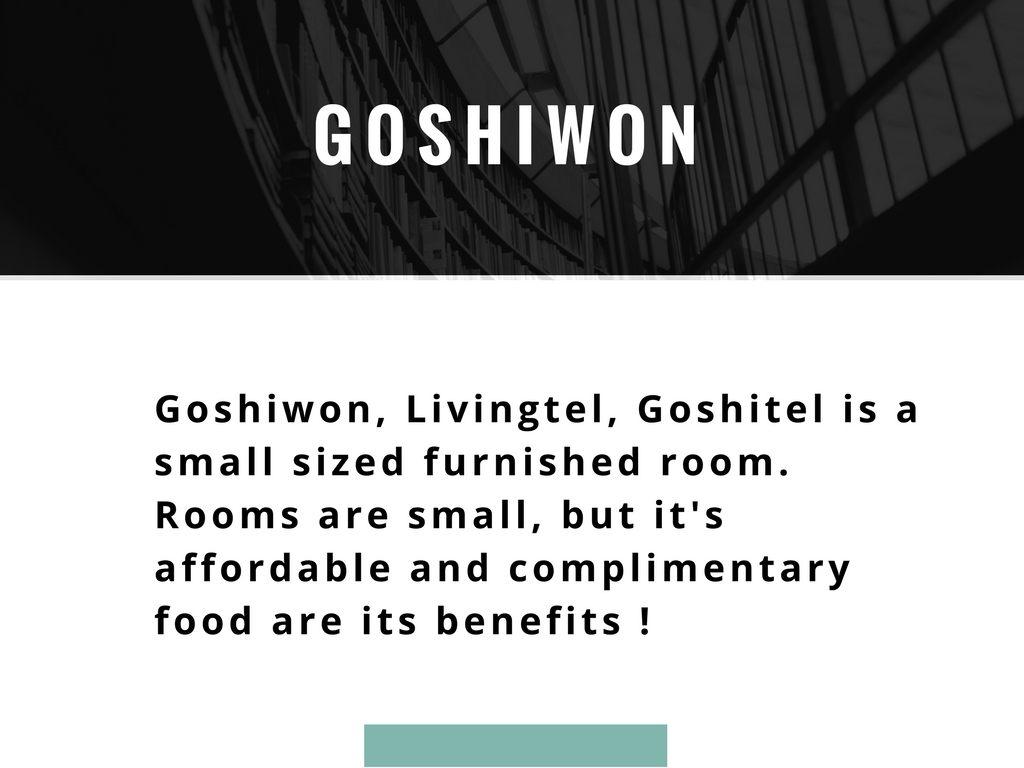 GOSHIWON
Goshiwon, Livingtel, Goshitel is a
small sized furnished room.
Rooms are small, but it's
affordable and complimentary
food are its benefits !